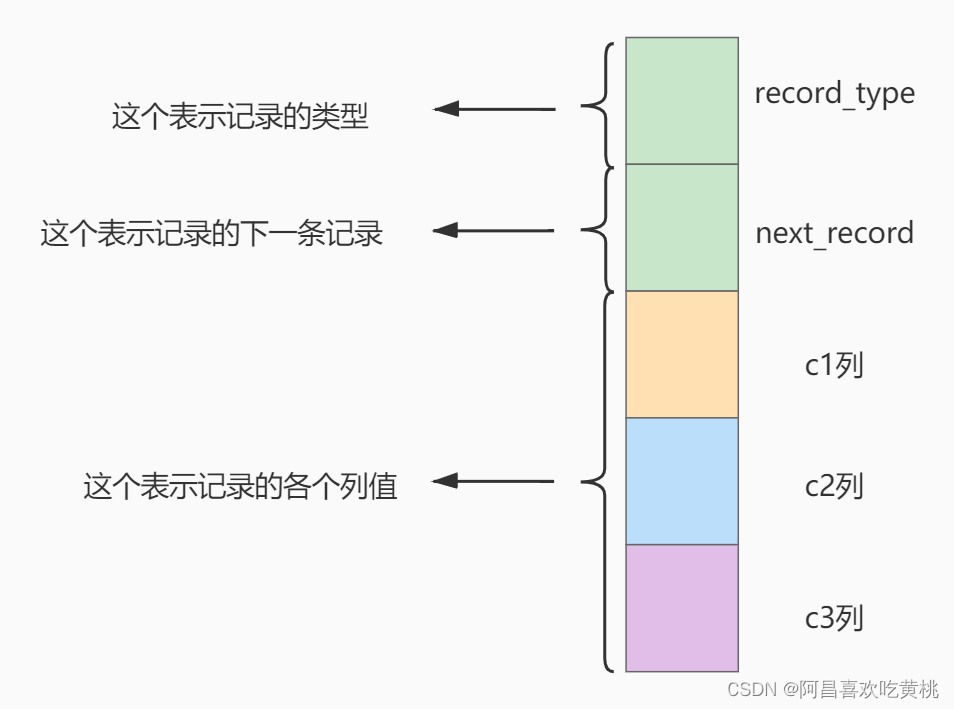 这个表示记录的类型
record_type
这个表示记录的下一条记录
next_record
c1列
这个表示记录的各个列值
c2列
c3列
CSDN @阿昌喜欢吃黄桃